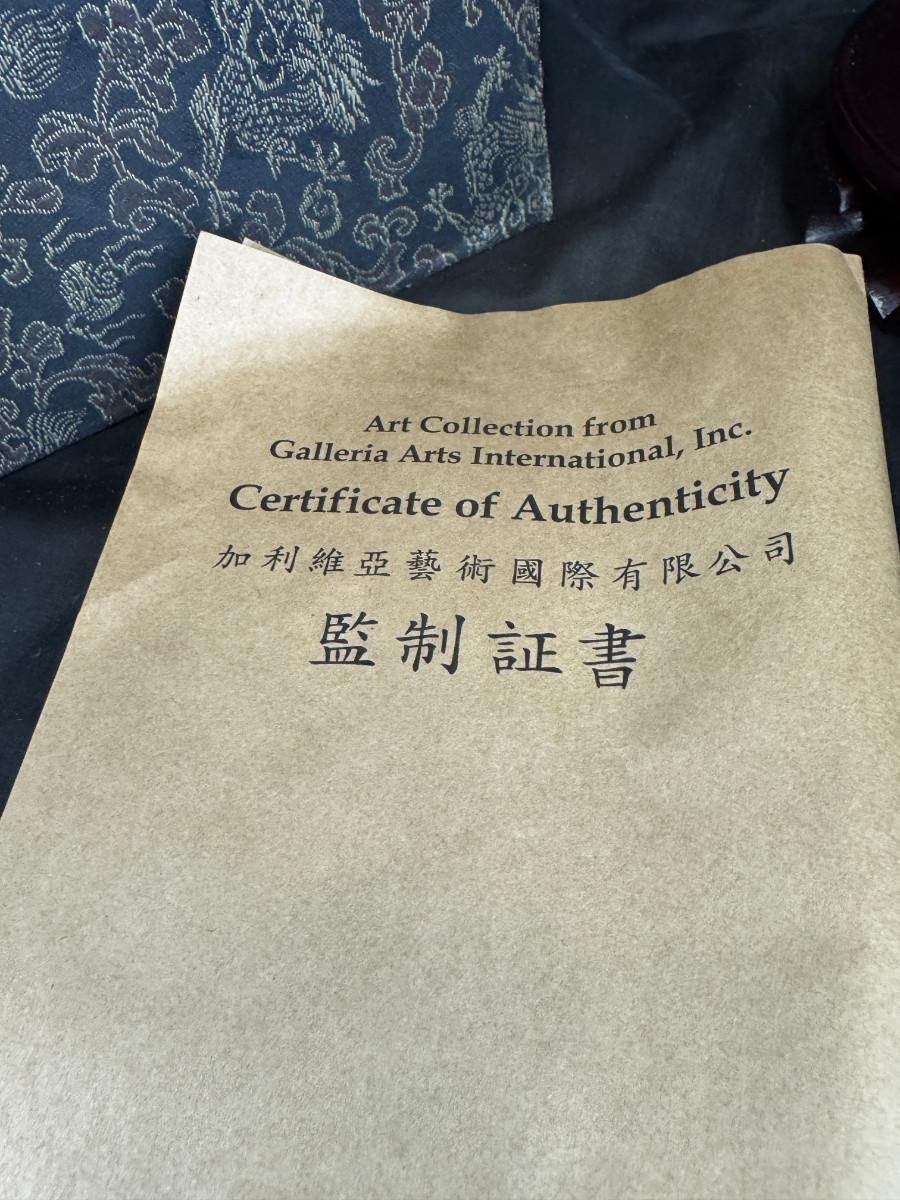 Art Collection from
Galleria Arts International, Inc.
Certificate of Authenticity
加利維亞藝術國際有限公司
監制証書